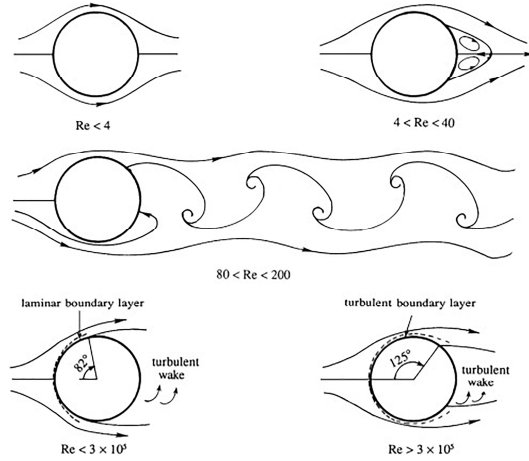 Re < 4
4 < Re < 40
80 < Re < 200
laminar boundary layer
82°
turbulent
wake
Re < 3 × 10⁵
turbulent boundary layer
125°
turbulent
wake
Re > 3 × 10⁵